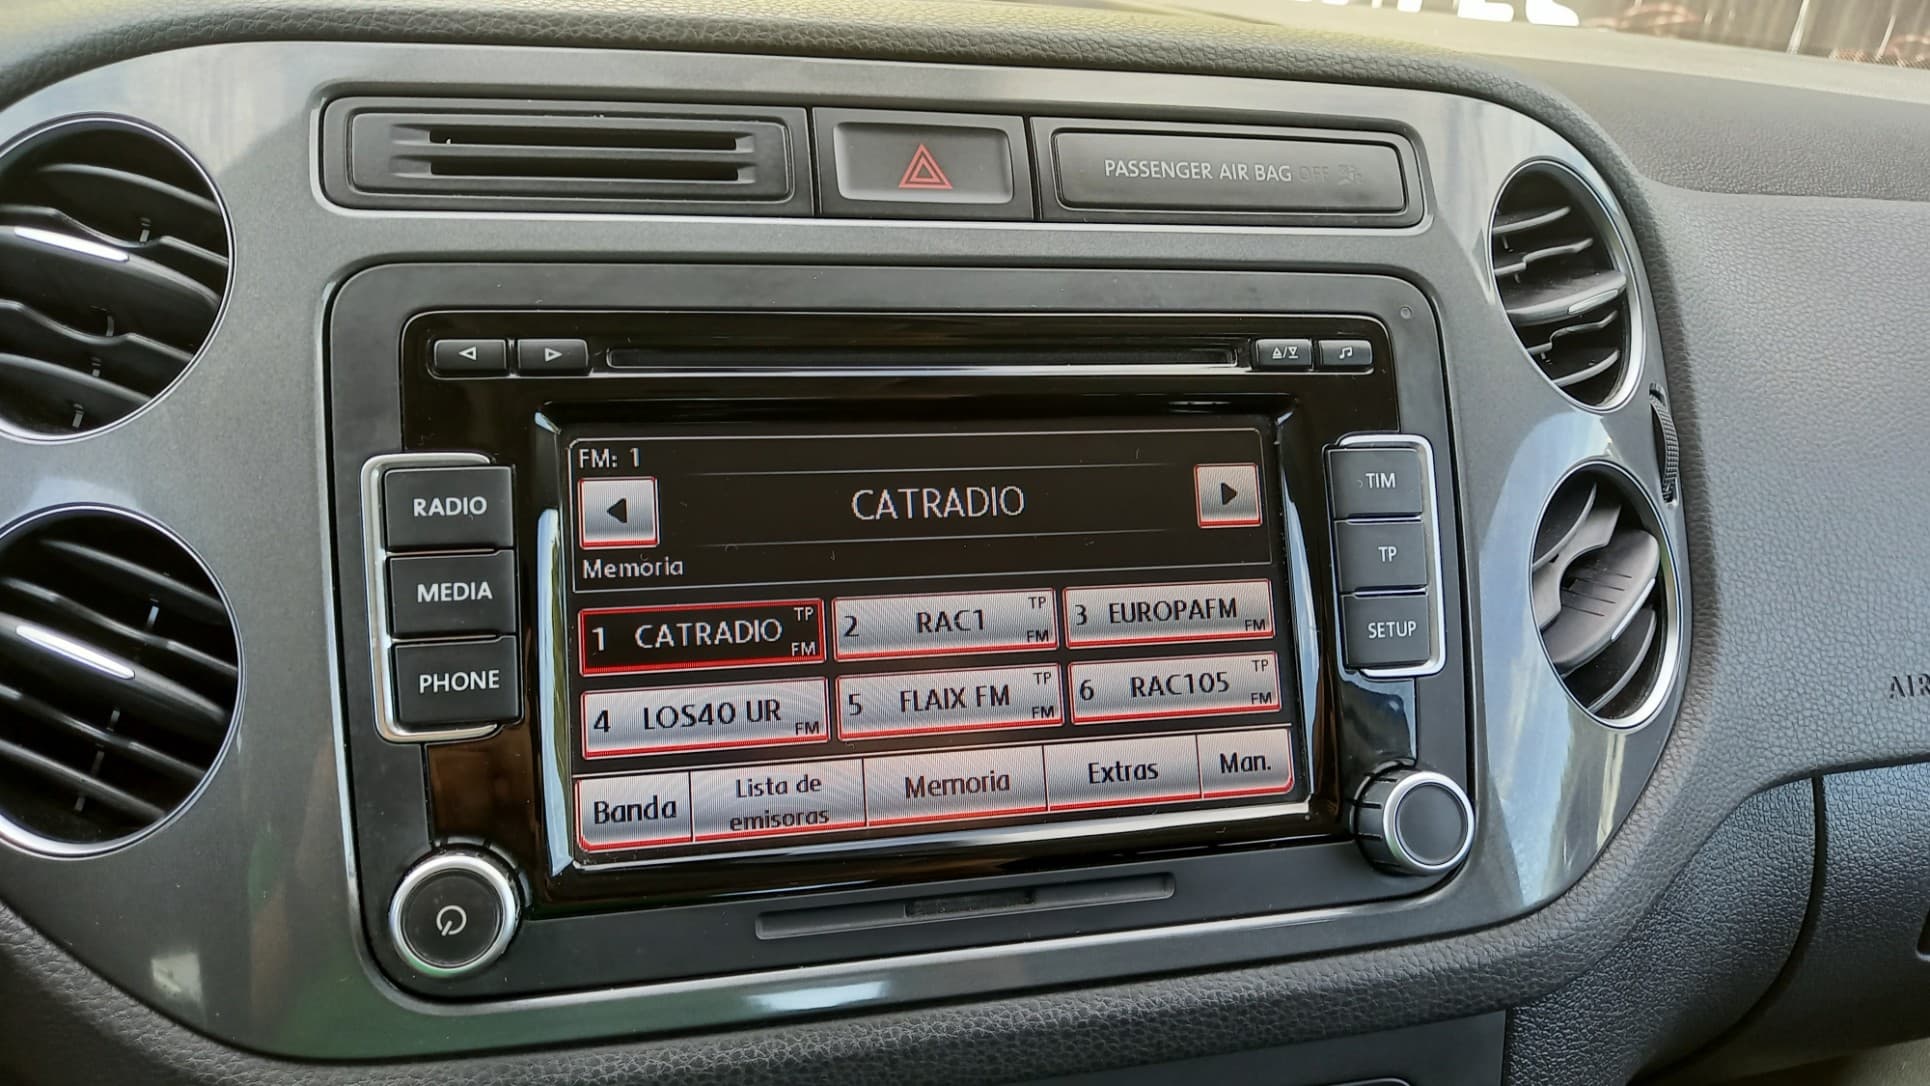 PASSENGER AIR BAG OFF
RADIO
MEDIA
PHONE
FM: 1
CATRADIO
Memoria
1 CATRADIO TP FM
2 RAC1 TP FM
3 EUROPAFM FM
4 LOS40 UR FM
5 FLAIX FM TP FM
6 RAC105 TP FM
Banda
Lista de
emisoras
Memoria
Extras
Man.
TIM
TP
SETUP
AIR